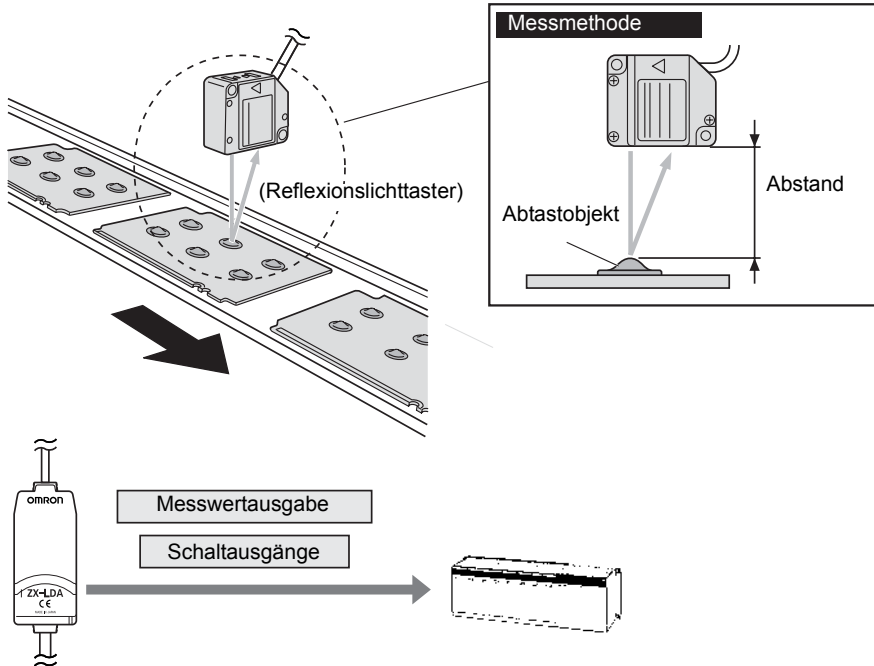 Messmethode
(Reflexionslichttaster)
Abtastobjekt
Abstand
OMRON
Messwertausgabe
Schaltausgänge
ZX-LDA
CE